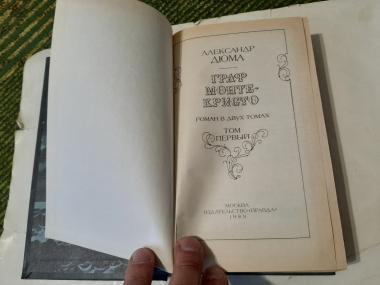 АЛЕКСАНДР
ДЮМА
ГРАФ
МОНТЕ-
КРИСТО
РОМАН В ДВУХ ТОМАХ
ТОМ
ПЕРВЫЙ
МОСКВА
ИЗДАТЕЛЬСТВО «ПРАВДА»